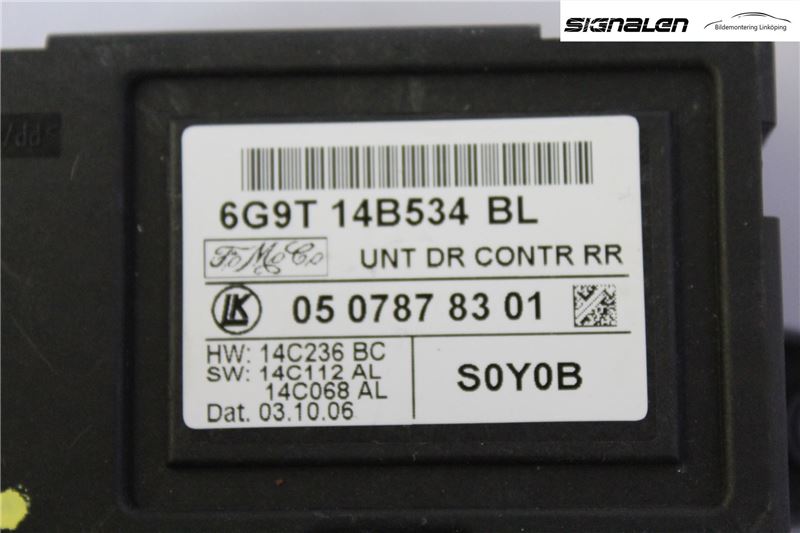 SIGNALEN
Bildemontering Linköping
6G9T 14B534 BL
FoMoCo UNT DR CONTR RR
LK 05 0787 83 01
HW: 14C236 BC
SW: 14C112 AL
14C068 AL
Dat. 03.10.06
S0Y0B